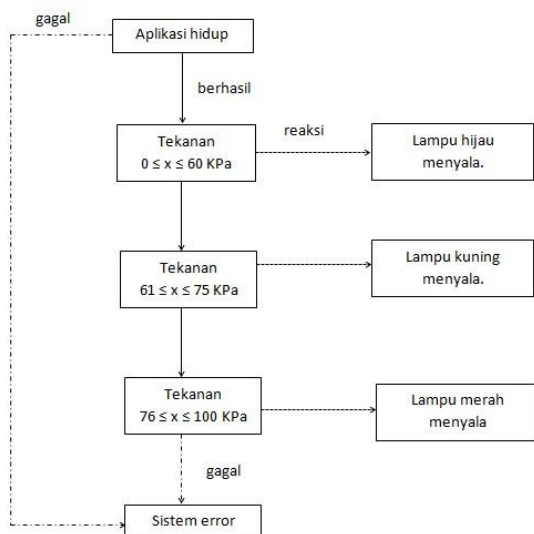 gagal
Aplikasi hidup
berhasil
reaksi
Tekanan
0 ≤ x ≤ 60 KPa
Lampu hijau
menyala.
Tekanan
61 ≤ x ≤ 75 KPa
Lampu kuning
menyala.
Tekanan
76 ≤ x ≤ 100 KPa
Lampu merah
menyala
gagal
Sistem error